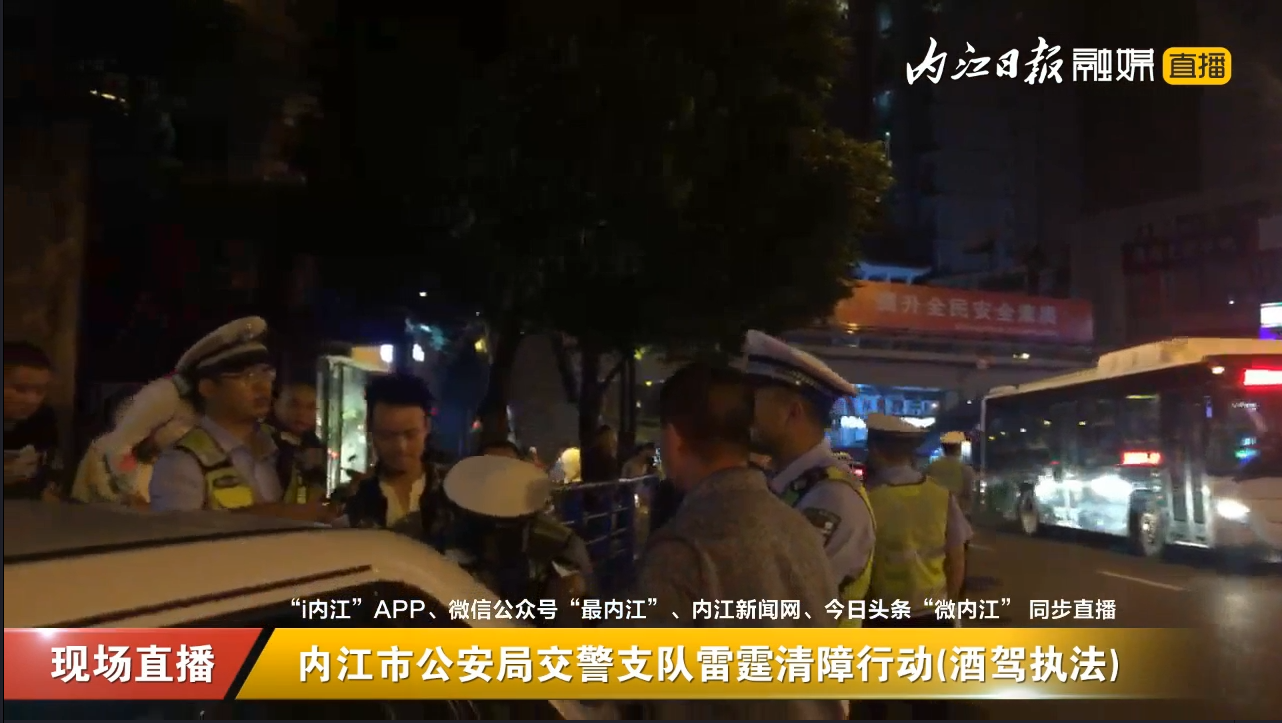 内江日报融媒 直播
提升全民安全素质
“i内江”APP、微信公众号“最内江”、内江新闻网、今日头条“微内江” 同步直播
现场直播
内江市公安局交警支队雷霆清障行动(酒驾执法)